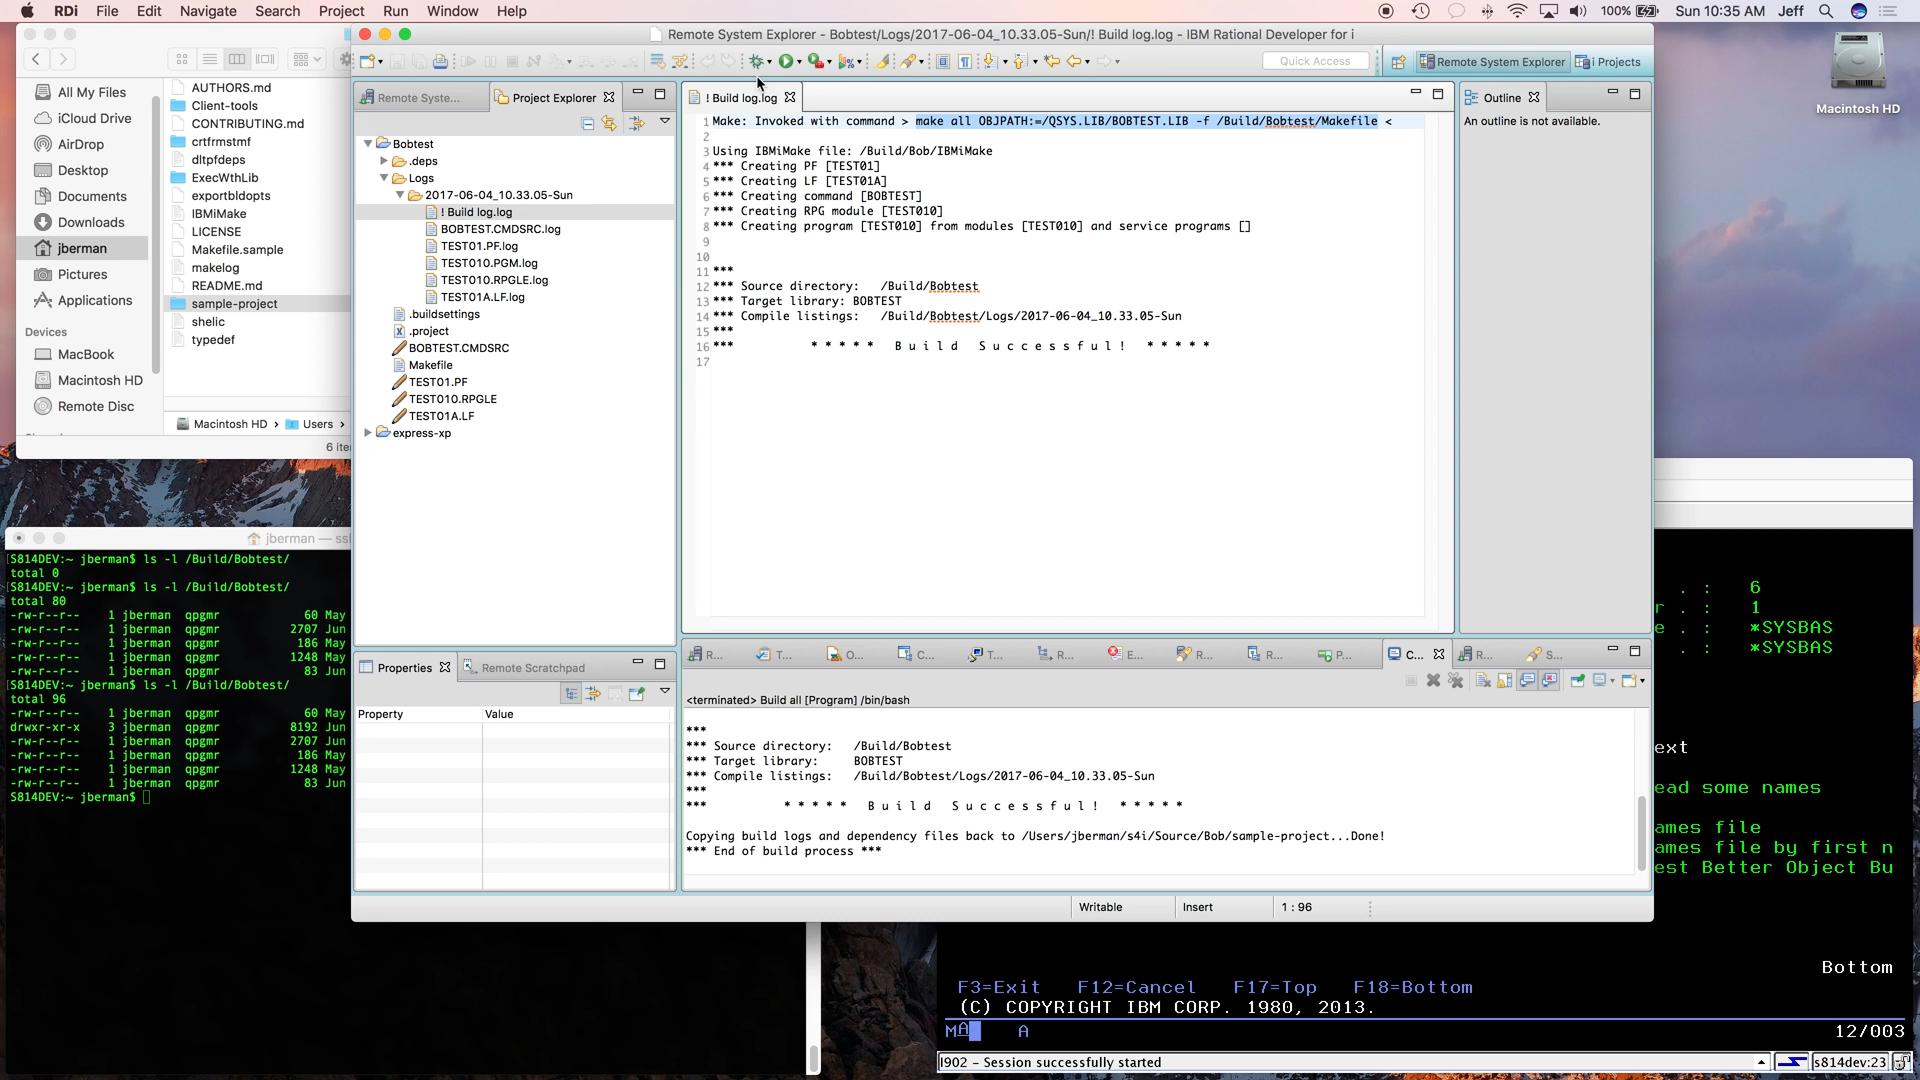 RDi File Edit Navigate Search Project Run Window Help
100% Sun 10:35 AM Jeff
Remote System Explorer - Bobtest/Logs/2017-06-04_10.33.05-Sun/! Build log.log - IBM Rational Developer for i
Quick Access
Remote System Explorer
i Projects
Macintosh HD
All My Files
iCloud Drive
AirDrop
Desktop
Documents
Downloads
jberman
Pictures
Applications
Devices
MacBook
Macintosh HD
Remote Disc
AUTHORS.md
Client-tools
CONTRIBUTING.md
crtfrmstmf
dltpfdeps
ExecWthLib
exportbldopts
IBMiMake
LICENSE
Makefile.sample
makelog
README.md
sample-project
shelic
typedef
Macintosh HD > Users >
6 ite
Remote Syste...
Project Explorer
Bobtest
.deps
Logs
2017-06-04_10.33.05-Sun
! Build log.log
BOBTEST.CMDSRC.log
TEST01.PF.log
TEST010.PGM.log
TEST010.RPGLE.log
TEST01A.LF.log
.buildsettings
.project
BOBTEST.CMDSRC
Makefile
TEST01.PF
TEST010.RPGLE
TEST01A.LF
express-xp
! Build log.log
1 Make: Invoked with command > make all OBJPATH:=/QSYS.LIB/BOBTEST.LIB -f /Build/Bobtest/Makefile <
2
3 Using IBMiMake file: /Build/Bob/IBMiMake
4 *** Creating PF [TEST01]
5 *** Creating LF [TEST01A]
6 *** Creating command [BOBTEST]
7 *** Creating RPG module [TEST010]
8 *** Creating program [TEST010] from modules [TEST010] and service programs []
9
10
11 ***
12 *** Source directory: /Build/Bobtest
13 *** Target library: BOBTEST
14 *** Compile listings: /Build/Bobtest/Logs/2017-06-04_10.33.05-Sun
15 ***
16 *** * * * * * B u i l d S u c c e s s f u l ! * * * * *
17
Outline
An outline is not available.
jberman — ss
[S814DEV:~ jberman$ ls -l /Build/Bobtest/
total 0
[S814DEV:~ jberman$ ls -l /Build/Bobtest/
total 80
-rw-r--r-- 1 jberman qpgmr 60 May
-rw-r--r-- 1 jberman qpgmr 2707 Jun
-rw-r--r-- 1 jberman qpgmr 186 May
-rw-r--r-- 1 jberman qpgmr 1248 May
-rw-r--r-- 1 jberman qpgmr 83 Jun
[S814DEV:~ jberman$ ls -l /Build/Bobtest/
total 96
-rw-r--r-- 1 jberman qpgmr 60 May
drwxr-xr-x 3 jberman qpgmr 8192 Jun
-rw-r--r-- 1 jberman qpgmr 2707 Jun
-rw-r--r-- 1 jberman qpgmr 186 May
-rw-r--r-- 1 jberman qpgmr 1248 May
-rw-r--r-- 1 jberman qpgmr 83 Jun
S814DEV:~ jberman$
Properties
Remote Scratchpad
Property Value
R... T... O... C... T... R... E... R... R... P... C... R... S...
<terminated> Build all [Program] /bin/bash
***
*** Source directory: /Build/Bobtest
*** Target library: BOBTEST
*** Compile listings: /Build/Bobtest/Logs/2017-06-04_10.33.05-Sun
***
*** * * * * * B u i l d S u c c e s s f u l ! * * * * *
Copying build logs and dependency files back to /Users/jberman/s4i/Source/Bob/sample-project...Done!
*** End of build process ***
Writable Insert 1 : 96
. : 6
r . : 1
e . : *SYSBAS
. : *SYSBAS
ext
ead some names
ames file
ames file by first n
est Better Object Bu
Bottom
F3=Exit F12=Cancel F17=Top F18=Bottom
(C) COPYRIGHT IBM CORP. 1980, 2013.
MA A 12/003
I902 - Session successfully started
s814dev:23